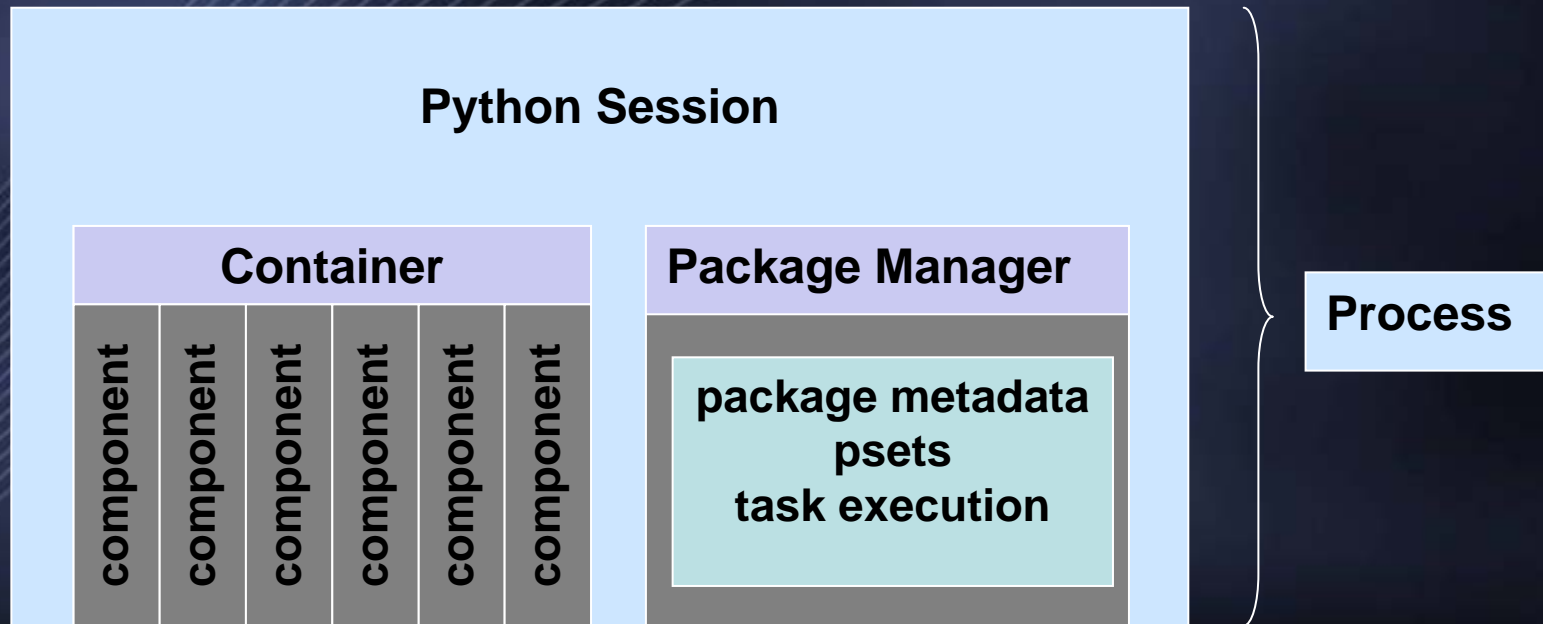 Python Session
Container
Package Manager
Process
component
component
component
component
component
component
package metadata
psets
task execution